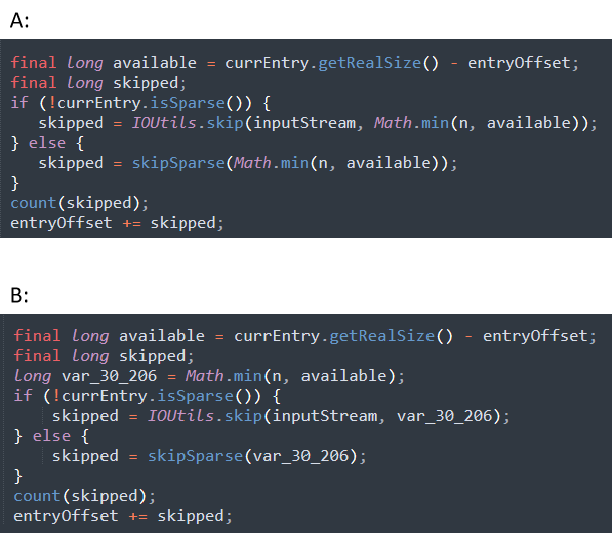 A:
final long available = currEntry.getRealSize() - entryOffset;
final long skipped;
if (!currEntry.isSparse()) {
   skipped = IOUtils.skip(inputStream, Math.min(n, available));
} else {
   skipped = skipSparse(Math.min(n, available));
}
count(skipped);
entryOffset += skipped;
B:
final long available = currEntry.getRealSize() - entryOffset;
final long skipped;
Long var_30_206 = Math.min(n, available);
if (!currEntry.isSparse()) {
    skipped = IOUtils.skip(inputStream, var_30_206);
} else {
    skipped = skipSparse(var_30_206);
}
count(skipped);
entryOffset += skipped;